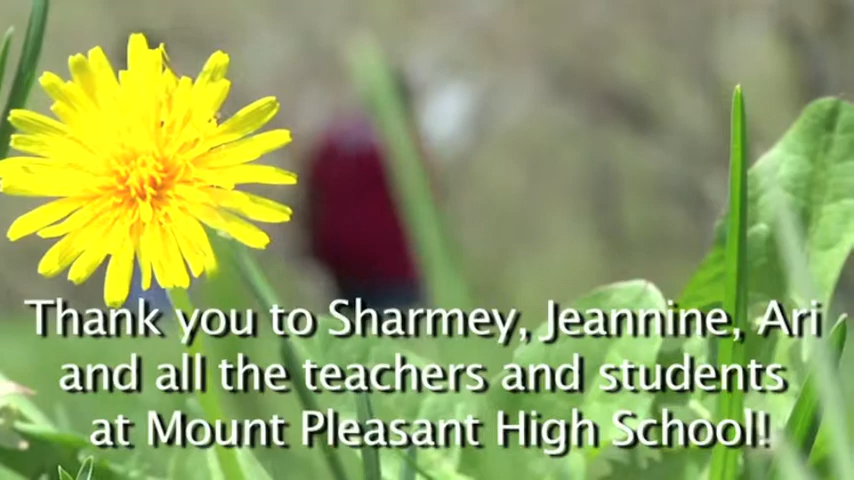 Thank you to Sharmey, Jeannine, Ari
and all the teachers and students
at Mount Pleasant High School!